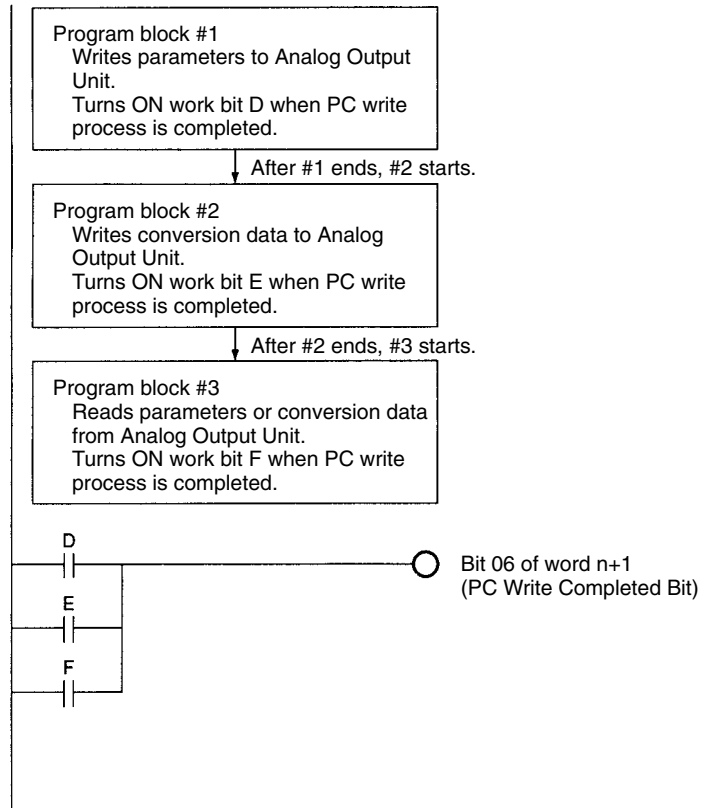 Program block #1
Writes parameters to Analog Output
Unit.
Turns ON work bit D when PC write
process is completed.
After #1 ends, #2 starts.
Program block #2
Writes conversion data to Analog
Output Unit.
Turns ON work bit E when PC write
process is completed.
After #2 ends, #3 starts.
Program block #3
Reads parameters or conversion data
from Analog Output Unit.
Turns ON work bit F when PC write
process is completed.
D
Bit 06 of word n+1
(PC Write Completed Bit)
E
F